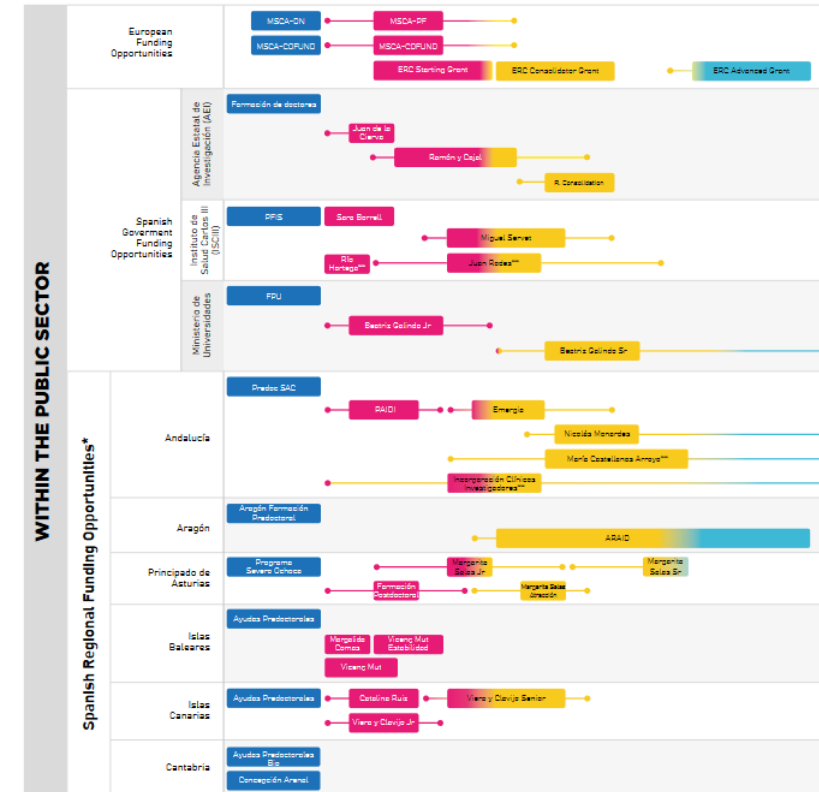 WITHIN THE PUBLIC SECTOR
European
Funding
Opportunities
MSCA-DN
MSCA-PF
MSCA-COFUND
MSCA-COFUND
ERC Starting Grant
ERC Consolidator Grant
ERC Advanced Grant
Spanish
Goverment
Funding
Opportunities
Agencia Estatal de
Investigación (AEI)
Formación de doctores
Juan de la
Cierva
Ramón y Cajal
R. Consolidation
Instituto de
Salud Carlos III
(ISCIII)
PFIS
Sara Borrell
Miguel Servet
Río
Hortega**
Juan Rodes**
Ministerio de
Universidades
FPU
Beatriz Galindo Jr
Beatriz Galindo Sr
Spanish Regional Funding Opportunities*
Andalucía
Predoc SAC
PAIDI
Emergia
Nicolás Monardes
María Castellanos Arroyo**
Incorporación Clínicos
Investigadores**
Aragón
Aragón Formación
Predoctoral
ARAID
Principado de
Asturias
Programa
Severo Ochoa
Margarita
Salas Jr
Margarita
Salas Sr
Formación
Postdoctoral
Margarita Salas
Atracción
Islas
Baleares
Ayudas Predoctorales
Margalida
Comas
Vicenç Mut
Estabilidad
Vicenç Mut
Islas
Canarias
Ayudas Predoctorales
Catalina Ruiz
Viera y Clavijo Senior
Viera y Clavijo Jr
Cantabria
Ayudas Predoctorales
Bio
Concepción Arenal